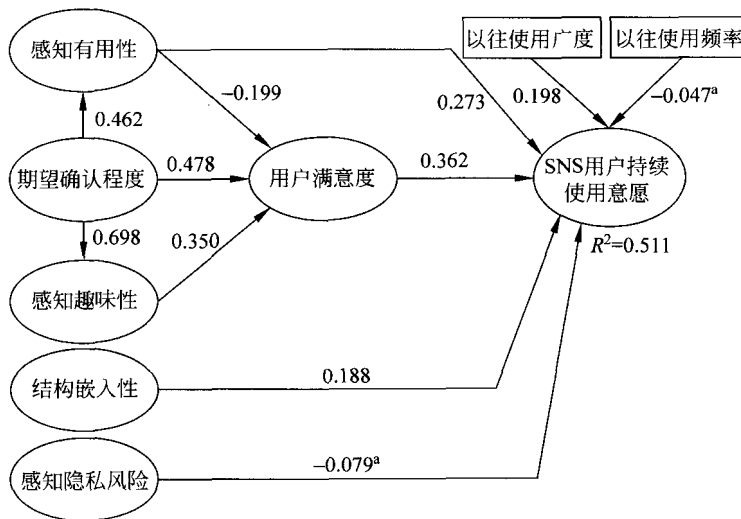 感知有用性
以往使用广度
以往使用频率
−0.199
0.273
0.198
−0.047ᵃ
0.462
期望确认程度
0.478
用户满意度
0.362
SNS用户持续
使用意愿
0.698
0.350
R²=0.511
感知趣味性
结构嵌入性
0.188
感知隐私风险
−0.079ᵃ